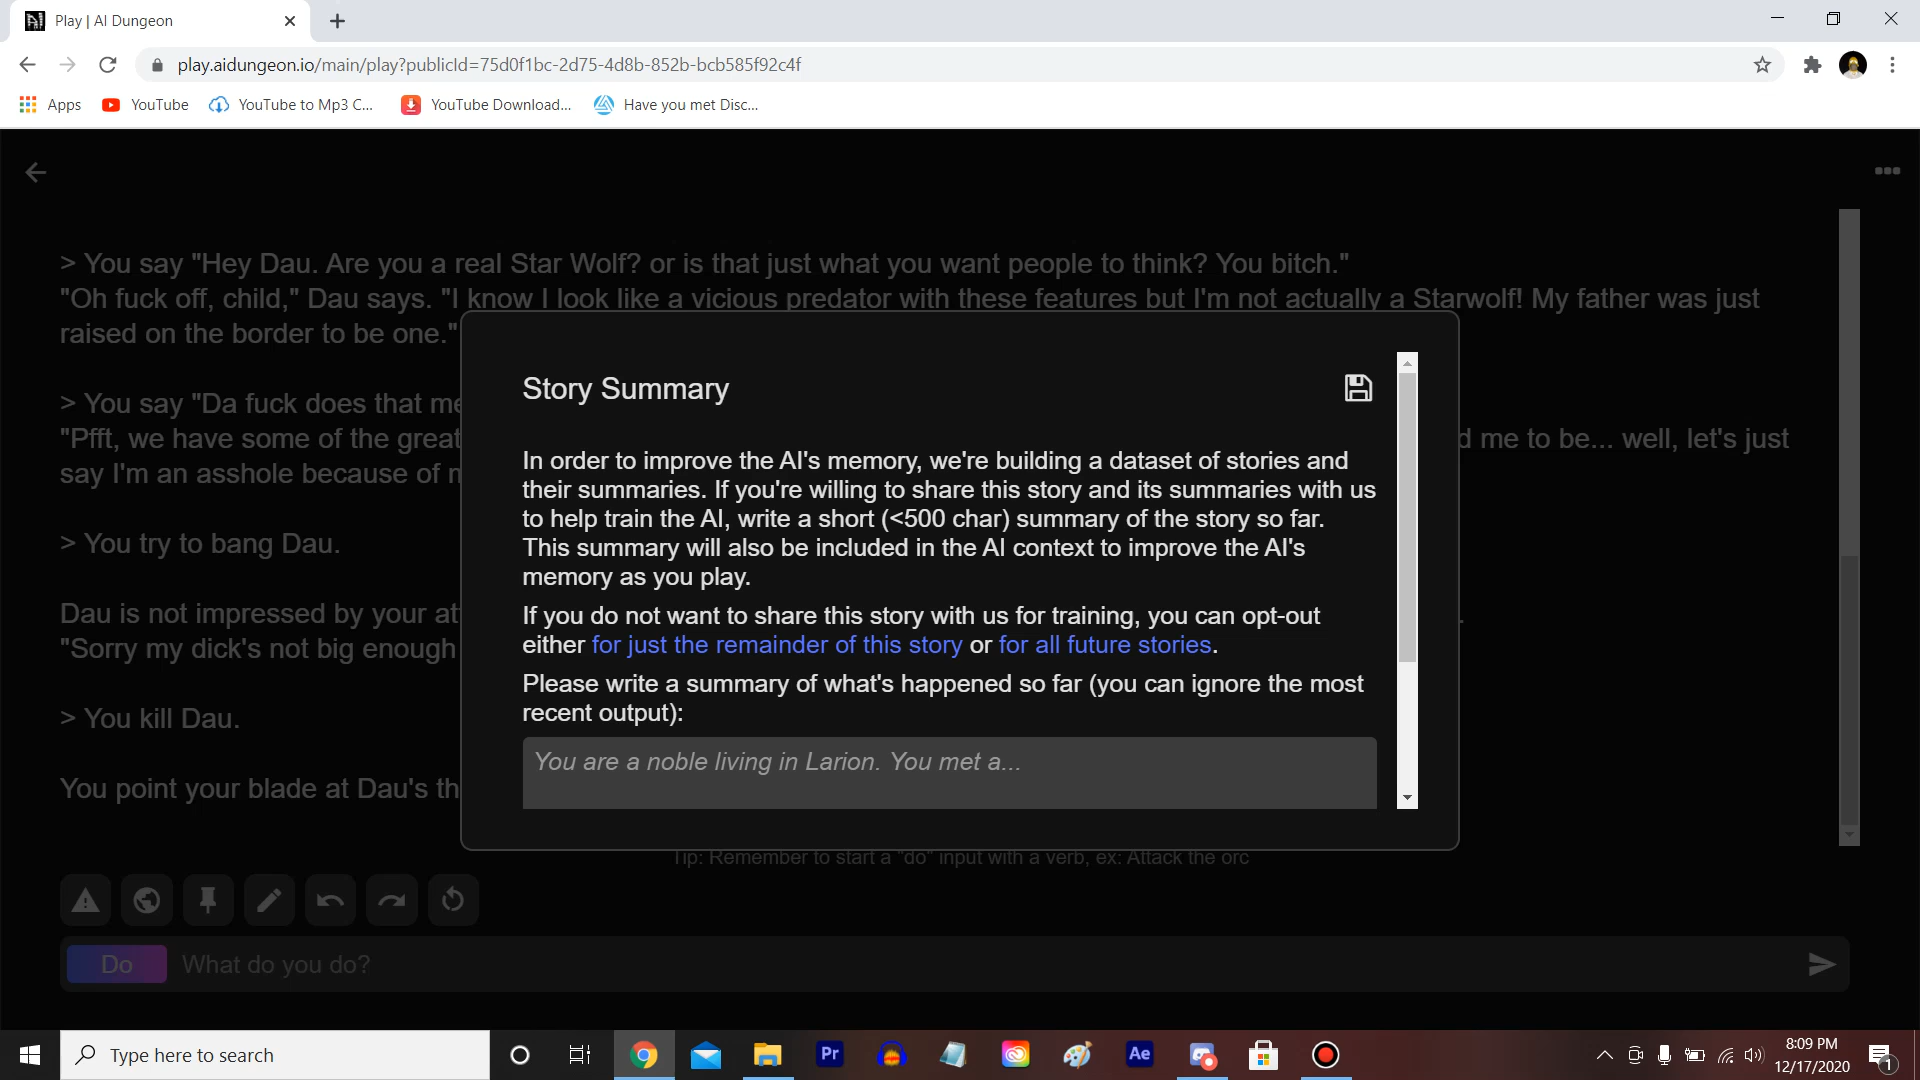 Play | AI Dungeon
play.aidungeon.io/main/play?publicId=75d0f1bc-2d75-4d8b-852b-bcb585f92c4f
Apps YouTube YouTube to Mp3 C... YouTube Download... Have you met Disc...
> You say "Hey Dau. Are you a real Star Wolf? or is that just what you want people to think? You bitch."
"Oh fuck off, child," Dau says. "I know I look like a vicious predator with these features but I'm not actually a Starwolf! My father was just
raised on the border to be one."
> You say "Da fuck does that me
"Pfft, we have some of the great d me to be... well, let's just
say I'm an asshole because of
> You try to bang Dau.
Dau is not impressed by your at
"Sorry my dick's not big enough
> You kill Dau.
You point your blade at Dau's th
Story Summary
In order to improve the AI's memory, we're building a dataset of stories and
their summaries. If you're willing to share this story and its summaries with us
to help train the AI, write a short (<500 char) summary of the story so far.
This summary will also be included in the AI context to improve the AI's
memory as you play.
If you do not want to share this story with us for training, you can opt-out
either for just the remainder of this story or for all future stories.
Please write a summary of what's happened so far (you can ignore the most
recent output):
You are a noble living in Larion. You met a...
Tip: Remember to start a "do" input with a verb, ex: Attack the orc
Do What do you do?
Type here to search
Pr
Ae
8:09 PM
12/17/2020
1